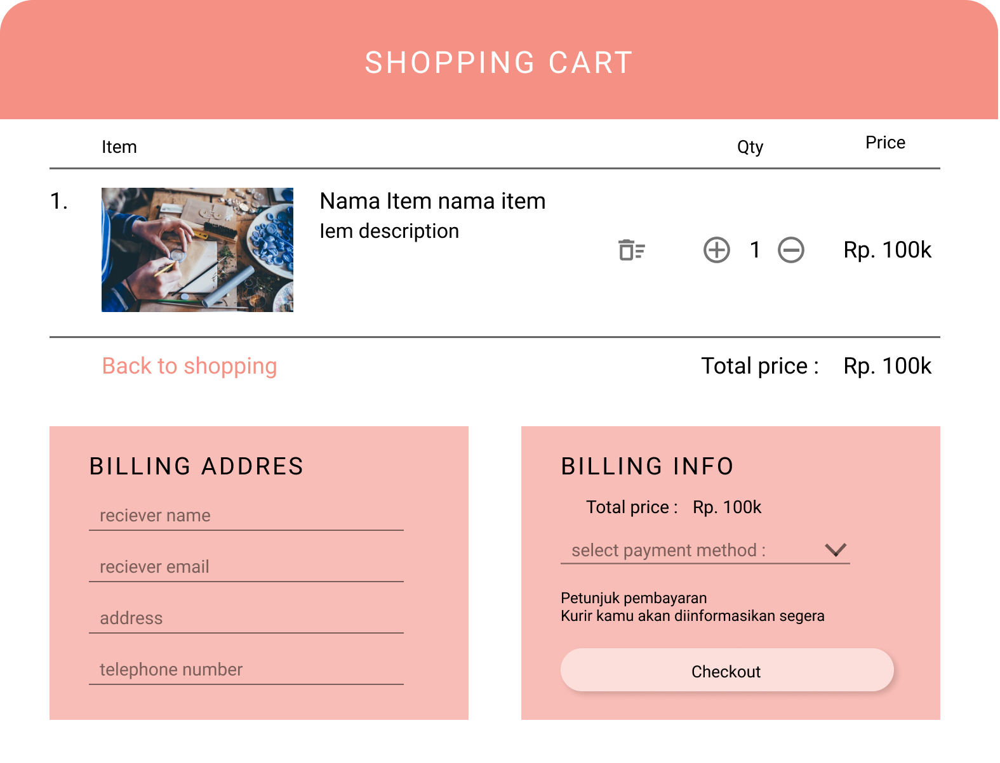 SHOPPING CART
Item Qty Price
1. Nama Item nama item
Iem description
1 Rp. 100k
Back to shopping Total price : Rp. 100k
BILLING ADDRES
reciever name
reciever email
address
telephone number
BILLING INFO
Total price : Rp. 100k
select payment method :
Petunjuk pembayaran
Kurir kamu akan diinformasikan segera
Checkout